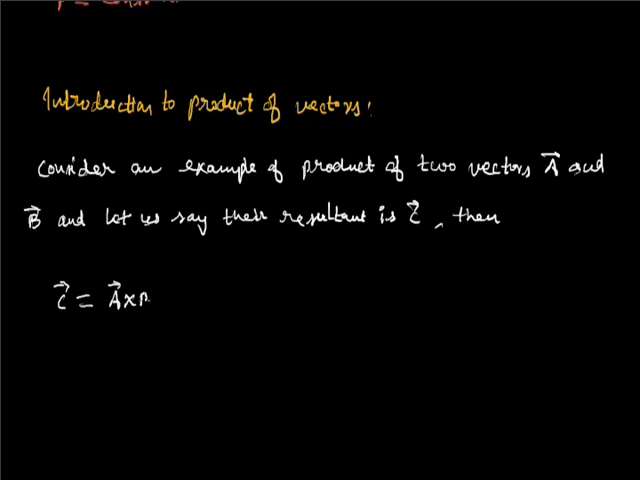 Introduction to product of vectors:
Consider an example of product of two vectors A⃗ and
B⃗ and let us say their resultant is C⃗, then
C⃗ = A⃗ ×